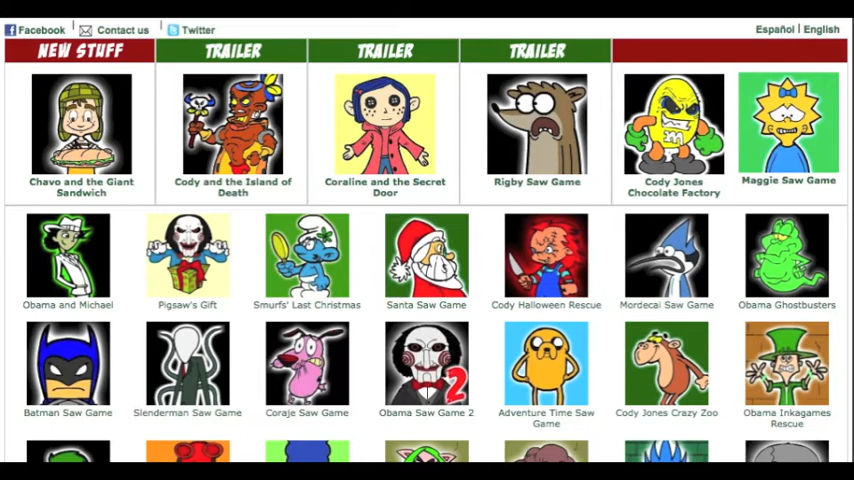 Facebook | Contact us | Twitter
Español | English
NEW STUFF
TRAILER
TRAILER
TRAILER
Chavo and the Giant
Sandwich
Cody and the Island of
Death
Coraline and the Secret
Door
Rigby Saw Game
Cody Jones
Chocolate Factory
Maggie Saw Game
Obama and Michael
Pigsaw's Gift
Smurfs' Last Christmas
Santa Saw Game
Cody Halloween Rescue
Mordecai Saw Game
Obama Ghostbusters
Batman Saw Game
Slenderman Saw Game
Coraje Saw Game
2
Obama Saw Game 2
Adventure Time Saw
Game
Cody Jones Crazy Zoo
Obama Inkagames
Rescue